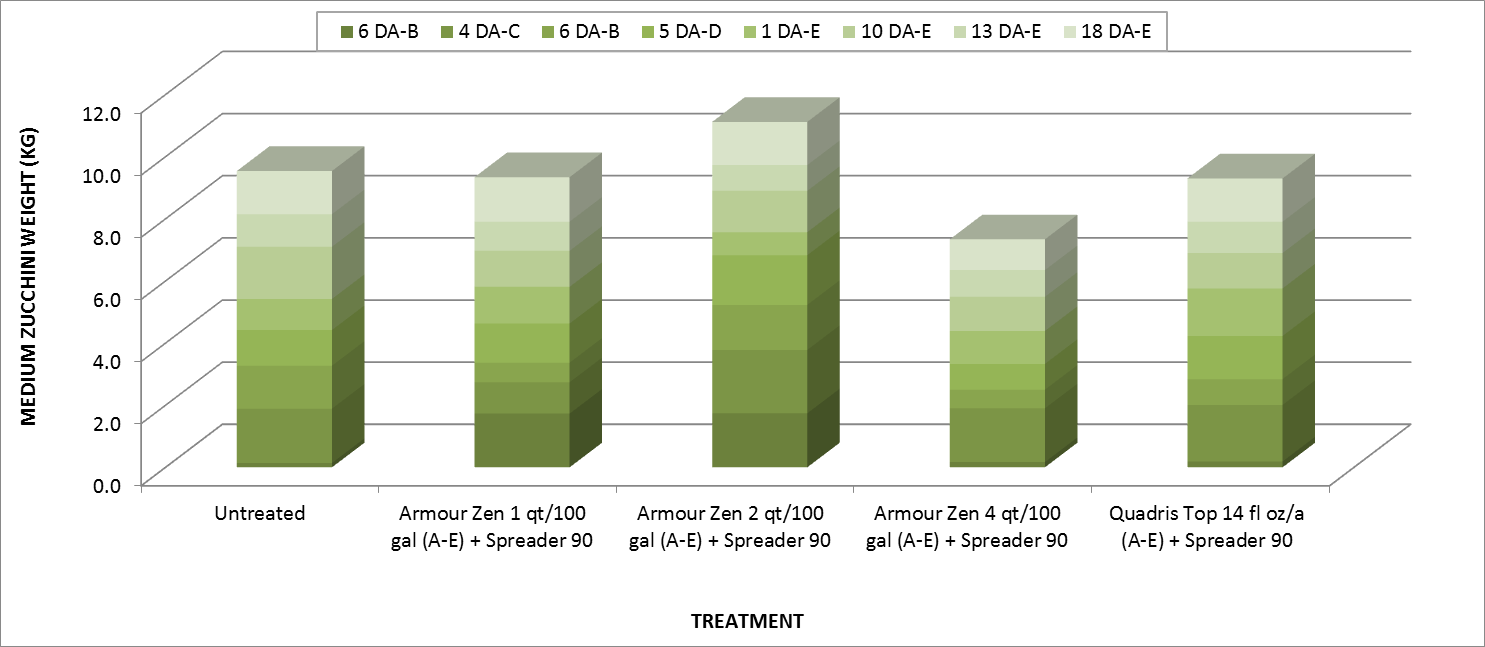 6 DA-B 4 DA-C 6 DA-B 5 DA-D 1 DA-E 10 DA-E 13 DA-E 18 DA-E
MEDIUM ZUCCHINI WEIGHT (KG)
12.0
10.0
8.0
6.0
4.0
2.0
0.0
Untreated
Armour Zen 1 qt/100
gal (A-E) + Spreader 90
Armour Zen 2 qt/100
gal (A-E) + Spreader 90
Armour Zen 4 qt/100
gal (A-E) + Spreader 90
Quadris Top 14 fl oz/a
(A-E) + Spreader 90
TREATMENT